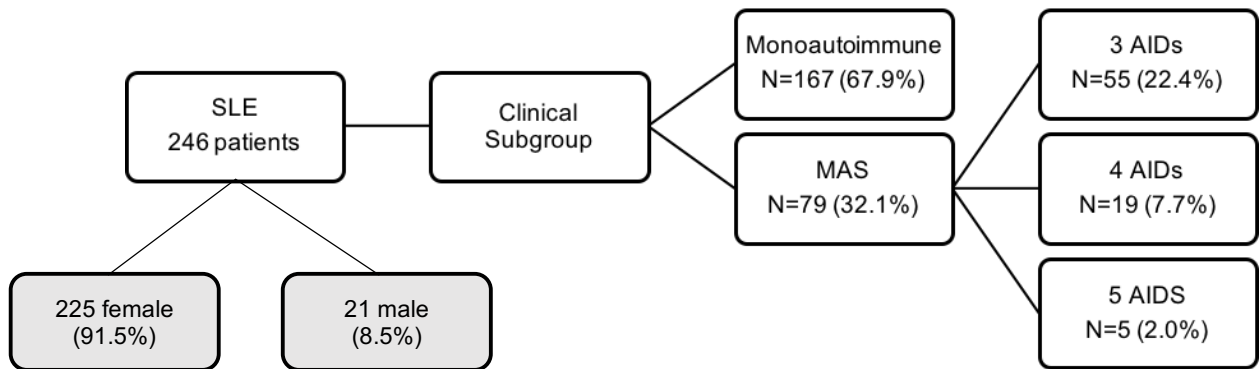 SLE
246 patients
225 female
(91.5%)
21 male
(8.5%)
Clinical
Subgroup
Monoautoimmune
N=167 (67.9%)
MAS
N=79 (32.1%)
3 AIDs
N=55 (22.4%)
4 AIDs
N=19 (7.7%)
5 AIDS
N=5 (2.0%)